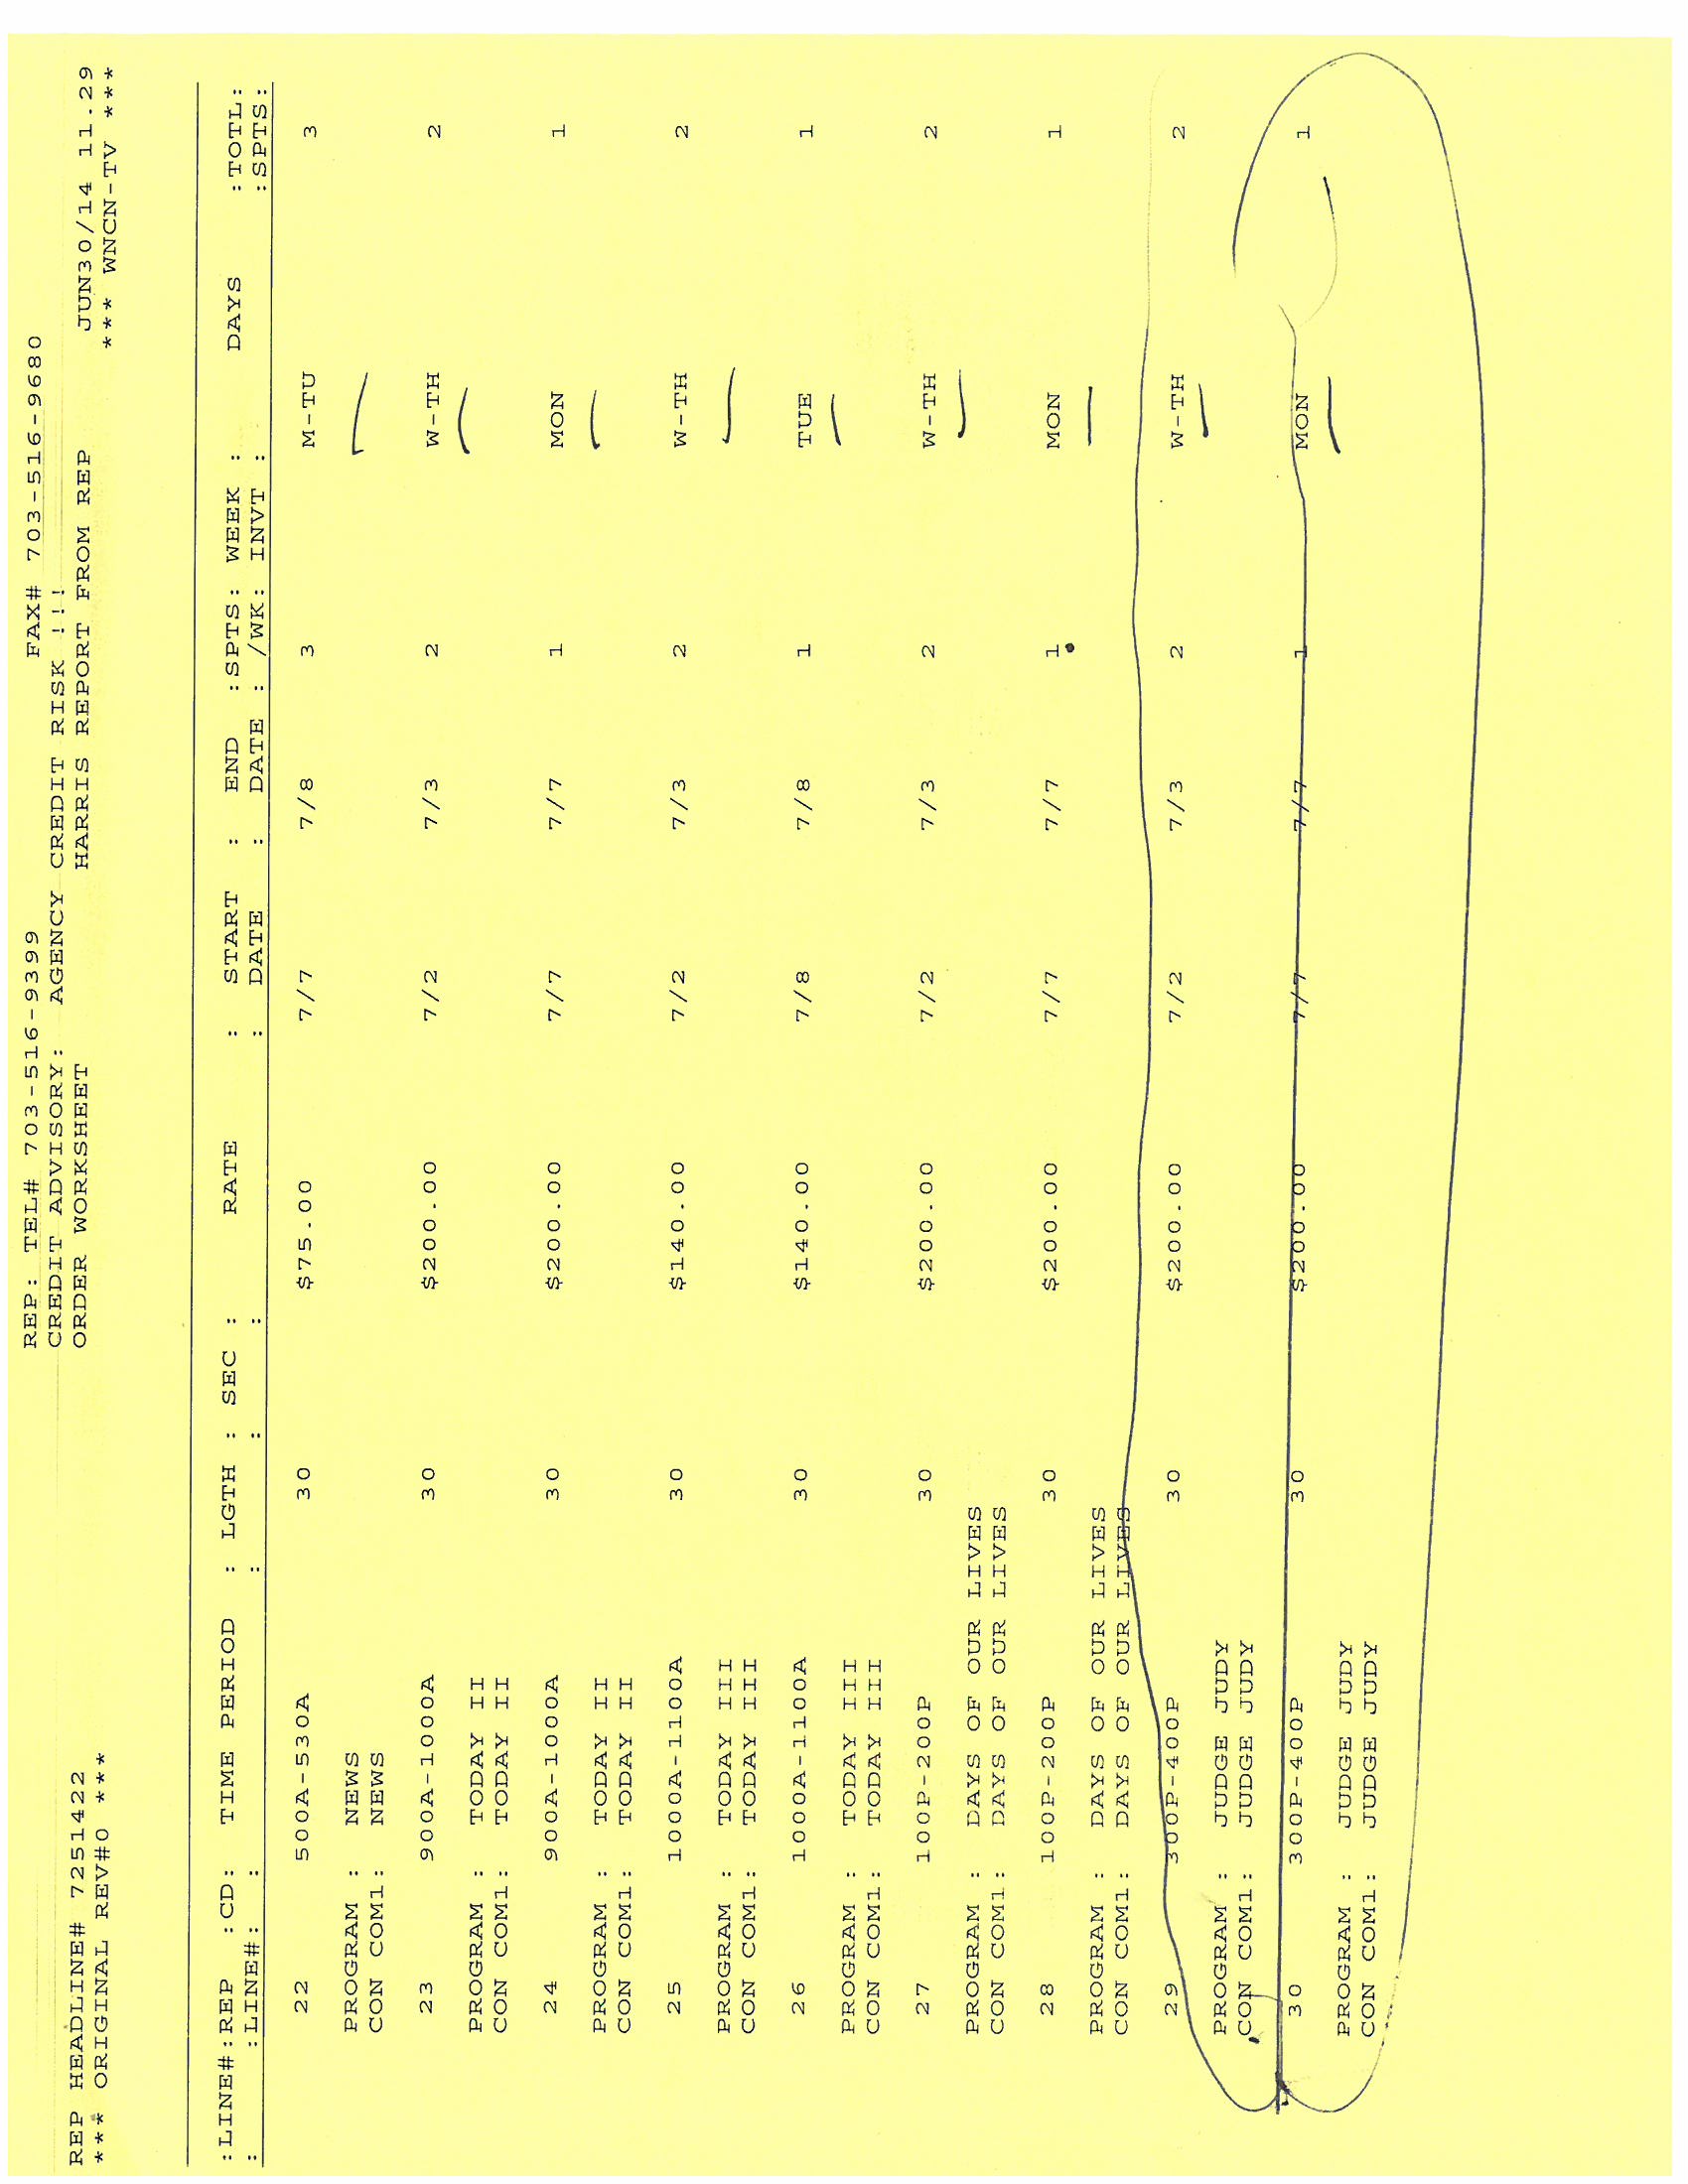 REP: TEL# 703-516-9399 FAX# 703-516-9680
CREDIT ADVISORY: AGENCY CREDIT RISK !!!
REP HEADLINE# 7251422 ORDER WORKSHEET HARRIS REPORT FROM REP JUN30/14 11.29
*** ORIGINAL REV#0 *** *** WNCN-TV ***
:LINE#:REP :CD: TIME PERIOD : LGTH : SEC : RATE : START : END :SPTS: WEEK : DAYS :TOTL:
: :LINE#: : : : : : DATE : DATE : /WK: INVT : :SPTS:
22 500A-530A 30 $75.00 7/7 7/8 3 M-TU 3
PROGRAM : NEWS
CON COM1: NEWS
23 900A-1000A 30 $200.00 7/2 7/3 2 W-TH 2
PROGRAM : TODAY II
CON COM1: TODAY II
24 900A-1000A 30 $200.00 7/7 7/7 1 MON 1
PROGRAM : TODAY II
CON COM1: TODAY II
25 1000A-1100A 30 $140.00 7/2 7/3 2 W-TH 2
PROGRAM : TODAY III
CON COM1: TODAY III
26 1000A-1100A 30 $140.00 7/8 7/8 1 TUE 1
PROGRAM : TODAY III
CON COM1: TODAY III
27 100P-200P 30 $200.00 7/2 7/3 2 W-TH 2
PROGRAM : DAYS OF OUR LIVES
CON COM1: DAYS OF OUR LIVES
28 100P-200P 30 $200.00 7/7 7/7 1 MON 1
PROGRAM : DAYS OF OUR LIVES
CON COM1: DAYS OF OUR LIVES
29 300P-400P 30 $200.00 7/2 7/3 2 W-TH 2
PROGRAM : JUDGE JUDY
CON COM1: JUDGE JUDY
30 300P-400P 30 $200.00 7/7 7/7 1 MON 1
PROGRAM : JUDGE JUDY
CON COM1: JUDGE JUDY